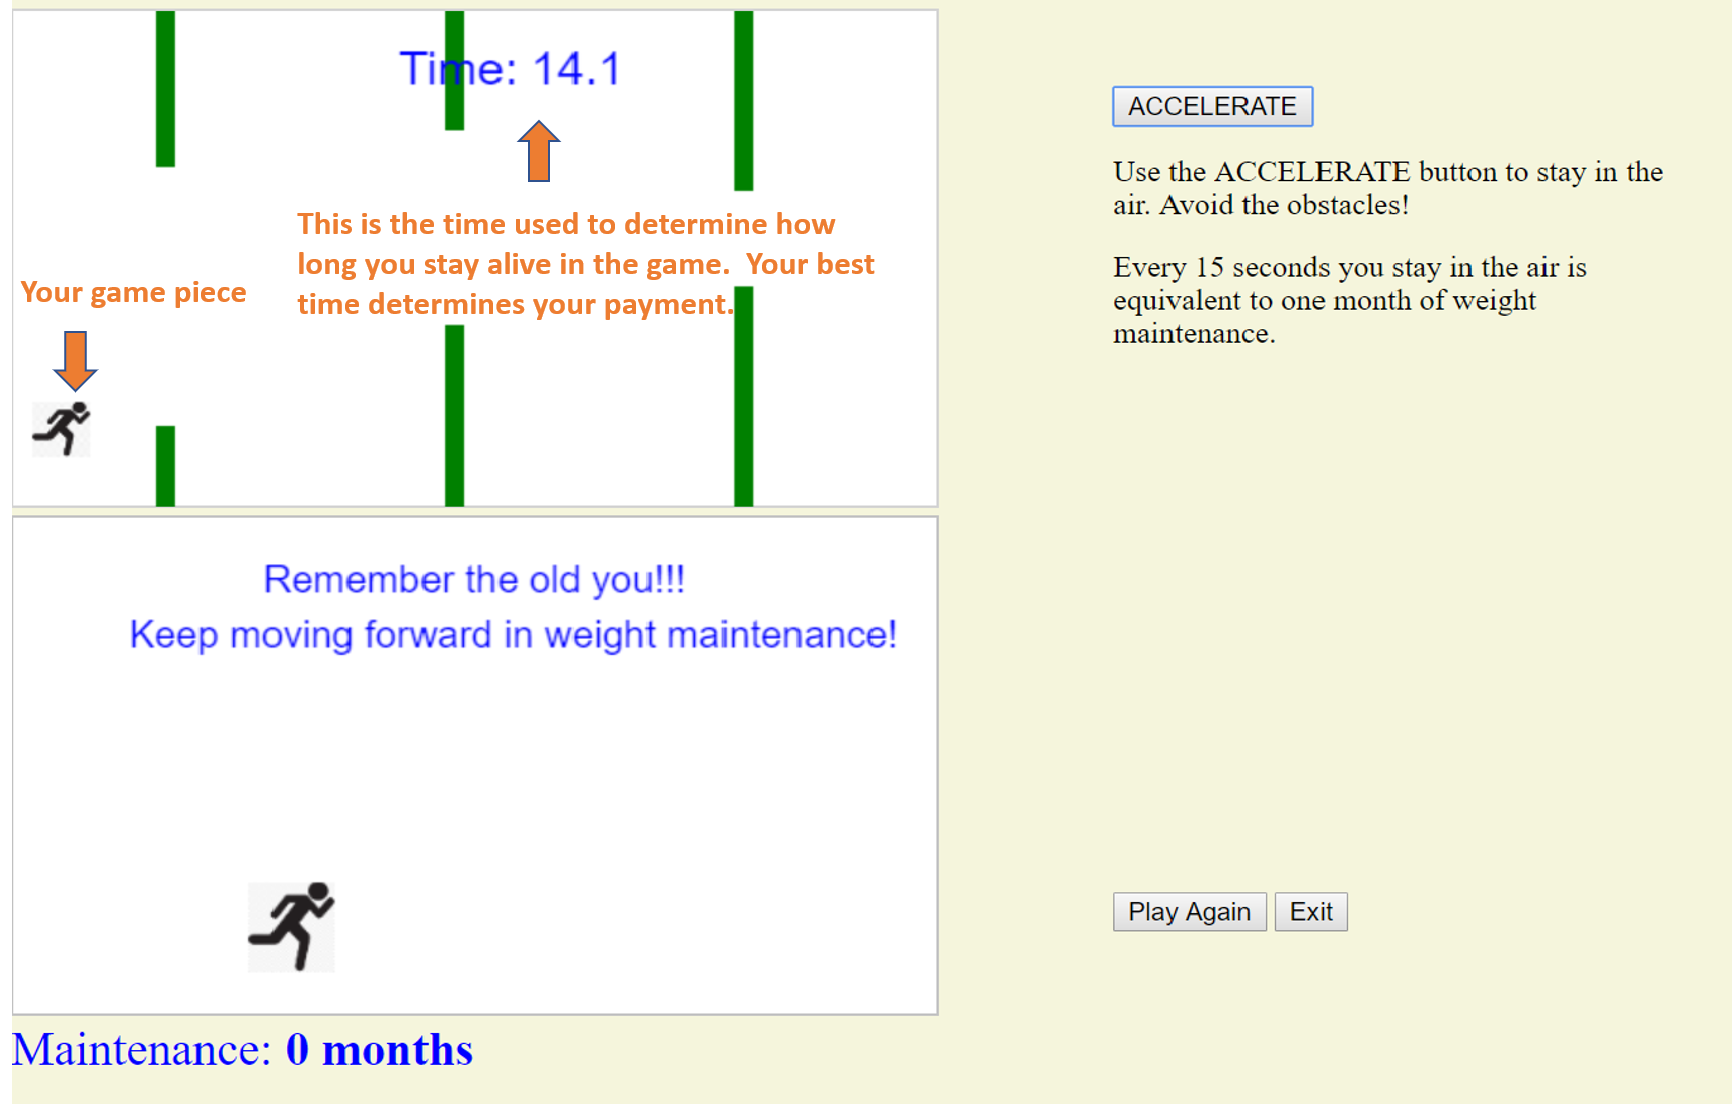 Time: 14.1
This is the time used to determine how
long you stay alive in the game.  Your best
time determines your payment.
Your game piece
ACCELERATE
Use the ACCELERATE button to stay in the
air. Avoid the obstacles!
Every 15 seconds you stay in the air is
equivalent to one month of weight
maintenance.
Remember the old you!!!
Keep moving forward in weight maintenance!
Play Again
Exit
Maintenance: 0 months